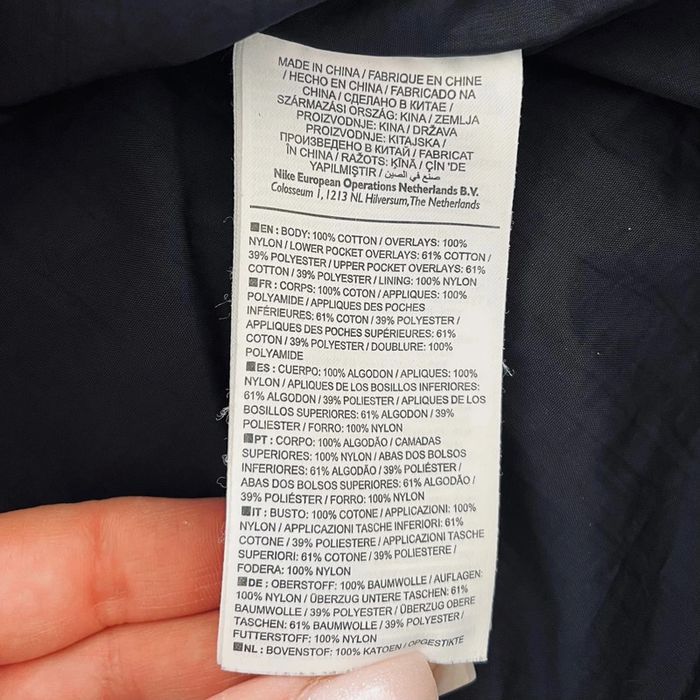 MADE IN CHINA / FABRIQUE EN CHINE
/ HECHO EN CHINA / FABRICADO NA
CHINA / СДЕЛАНО В КИТАЕ /
SZÁRMAZÁSI ORSZÁG: KINA / ZEMLJA
PROIZVODNJE: KINA / DRŽAVA
PROIZVODNJE: KITAJSKA /
ПРОИЗВЕДЕНО В КИТАЙ / FABRICAT
ÎN CHINA / RAŽOTS: ĶĪNĀ / ÇİN 'DE
YAPILMIŞTIR / صنع في الصين
Nike European Operations Netherlands B.V.
Colosseum 1, 1213 NL Hilversum, The Netherlands
EN : BODY: 100% COTTON / OVERLAYS: 100%
NYLON / LOWER POCKET OVERLAYS: 61% COTTON /
39% POLYESTER / UPPER POCKET OVERLAYS: 61%
COTTON / 39% POLYESTER / LINING: 100% NYLON
FR : CORPS: 100% COTON / APPLIQUES: 100%
POLYAMIDE / APPLIQUES DES POCHES
INFÉRIEURES: 61% COTON / 39% POLYESTER /
APPLIQUES DES POCHES SUPÉRIEURES: 61%
COTON / 39% POLYESTER / DOUBLURE: 100%
POLYAMIDE
ES : CUERPO: 100% ALGODON / APLIQUES: 100%
NYLON / APLIQUES DE LOS BOSILLOS INFERIORES:
61% ALGODON / 39% POLIESTER / APLIQUES DE LOS
BOSILLOS SUPERIORES: 61% ALGODON / 39%
POLIESTER / FORRO: 100% NYLON
PT : CORPO: 100% ALGODÃO / CAMADAS
SUPERIORES: 100% NYLON / ABAS DOS BOLSOS
INFERIORES: 61% ALGODÃO / 39% POLIÉSTER /
ABAS DOS BOLSOS SUPERIORES: 61% ALGODÃO /
39% POLIÉSTER / FORRO: 100% NYLON
IT : BUSTO: 100% COTONE / APPLICAZIONI: 100%
NYLON / APPLICAZIONI TASCHE INFERIORI: 61%
COTONE / 39% POLIESTERE / APPLICAZIONI TASCHE
SUPERIORI: 61% COTONE / 39% POLIESTERE /
FODERA: 100% NYLON
DE : OBERSTOFF: 100% BAUMWOLLE / AUFLAGEN:
100% NYLON / ÜBERZUG UNTERE TASCHEN: 61%
BAUMWOLLE / 39% POLYESTER / ÜBERZUG OBERE
TASCHEN: 61% BAUMWOLLE / 39% POLYESTER /
FUTTERSTOFF: 100% NYLON
NL : BOVENSTOF: 100% KATOEN / OPGESTIKTE